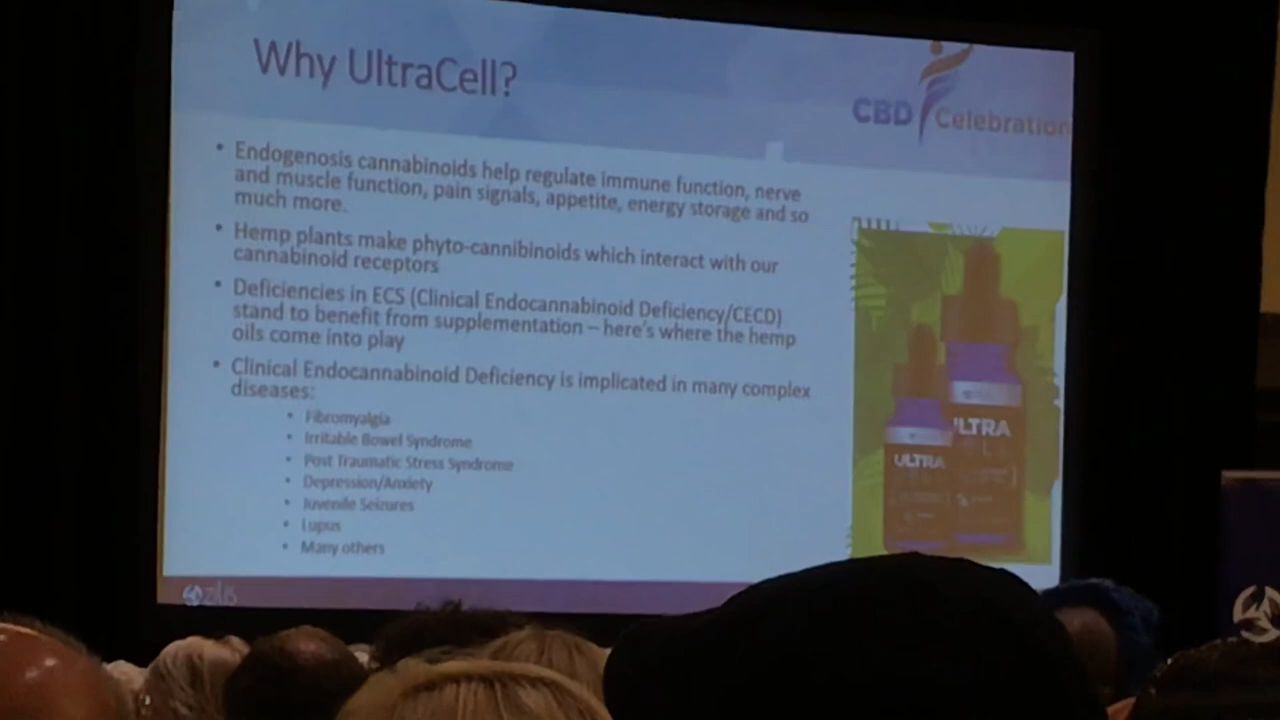 Why UltraCell?
CBD Celebration
• Endogenosis cannabinoids help regulate immune function, nerve
and muscle function, pain signals, appetite, energy storage and so
much more.
• Hemp plants make phyto-cannibinoids which interact with our
cannabinoid receptors
• Deficiencies in ECS (Clinical Endocannabinoid Deficiency/CECD)
stand to benefit from supplementation – here's where the hemp
oils come into play
• Clinical Endocannabinoid Deficiency is implicated in many complex
diseases:
• Fibromyalgia
• Irritable Bowel Syndrome
• Post Traumatic Stress Syndrome
• Depression/Anxiety
• Juvenile Seizures
• Lupus
• Many others
ULTRA
ULTRA
zilis